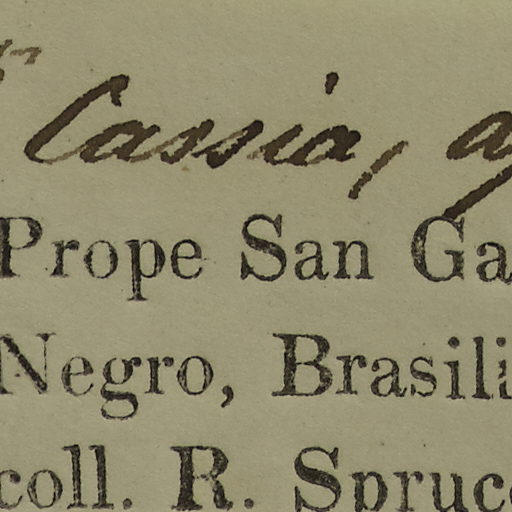 Cassia,
Prope San Ga
Negro, Brasili
coll. R. Spruc